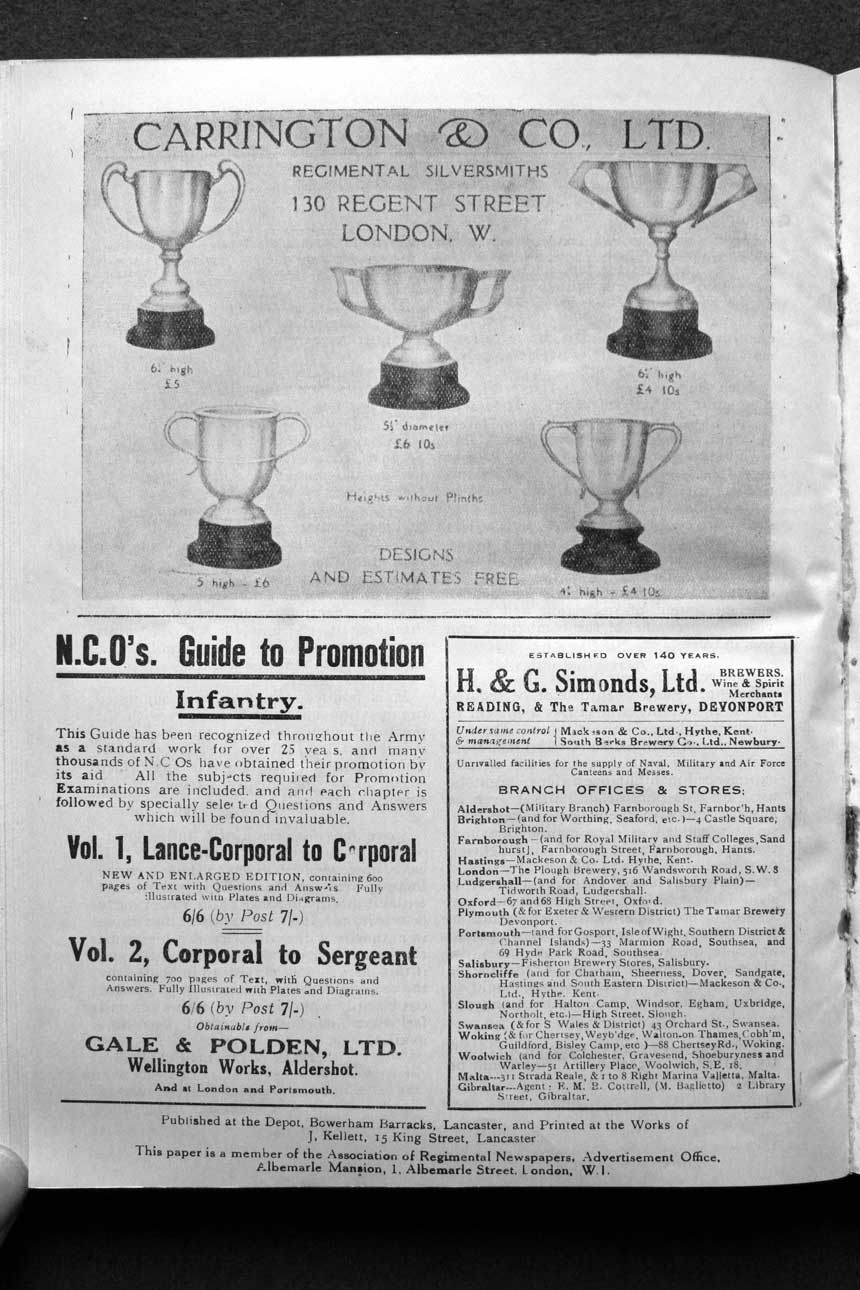 CARRINGTON & CO., LTD.
REGIMENTAL SILVERSMITHS
130 REGENT STREET
LONDON, W.
high
£5
5½" diameter
£6 10s
high
£4 10s
Heights without Plinths
5 high - £6
DESIGNS
AND ESTIMATES FREE
high - £4 10s
N.C.O's. Guide to Promotion
Infantry.
This Guide has been recognized throughout the Army
as a standard work for over 25 yea s, and many
thousands of N.C Os have obtained their promotion by
its aid All the subjects required for Promotion
Examinations are included, and and each chapter is
followed by specially selected Questions and Answers
which will be found invaluable.
Vol. 1, Lance-Corporal to Corporal
NEW AND ENLARGED EDITION, containing 600
pages of Text with Questions and Answers Fully
illustrated with Plates and Diagrams.
6/6 (by Post 7/-)
Vol. 2, Corporal to Sergeant
containing 700 pages of Text, with Questions and
Answers. Fully Illustrated with Plates and Diagrams.
6/6 (by Post 7/-)
Obtainable from—
GALE & POLDEN, LTD.
Wellington Works, Aldershot.
And at London and Portsmouth.
ESTABLISHED OVER 140 YEARS.
H. & G. Simonds, Ltd. BREWERS. Wine & Spirit Merchants
READING, & The Tamar Brewery, DEVONPORT
Under same control { Mackeson & Co., Ltd., Hythe, Kent.
& management { South Berks Brewery Co., Ltd., Newbury.
Unrivalled facilities for the supply of Naval, Military and Air Force
Canteens and Messes.
BRANCH OFFICES & STORES:
Aldershot—(Military Branch) Farnborough St, Farnbor'h, Hants
Brighton—(and for Worthing, Seaford, etc.)—4 Castle Square,
Brighton.
Farnborough—(and for Royal Military and Staff Colleges, Sand
hurst], Farnborough Street, Farnborough, Hants.
Hastings—Mackeson & Co. Ltd. Hythe, Kent.
London—The Plough Brewery, 516 Wandsworth Road, S.W. 8
Ludgershall—(and for Andover and Salisbury Plain)—
Tidworth Road, Ludgershall.
Oxford—67 and 68 High Street, Oxford.
Plymouth (& for Exeter & Western District) The Tamar Brewery
Devonport.
Portsmouth—(and for Gosport, Isle of Wight, Southern District &
Channel Islands)—33 Marmion Road, Southsea, and
69 Hyde Park Road, Southsea.
Salisbury—Fisherton Brewery Stores, Salisbury.
Shorncliffe (and for Chatham, Sheerness, Dover, Sandgate,
Hastings and South Eastern District)—Mackeson & Co.,
Ltd., Hythe. Kent.
Slough (and for Halton Camp, Windsor, Egham, Uxbridge,
Northolt, etc.)—High Street, Slough.
Swansea (& for S Wales & District) 43 Orchard St., Swansea.
Woking (& for Chertsey, Weyb'dge, Walton-on Thames, Cobh'm,
Guildford, Bisley Camp, etc )—88 Chertsey Rd., Woking.
Woolwich (and for Colchester, Gravesend, Shoeburyness and
Warley—51 Artillery Place, Woolwich, S.E. 18.
Malta---311 Strada Reale, & 1 to 8 Right Marina Valletta, Malta.
Gibraltar—Agent: E. M. B. Cottrell, (M. Baglietto) 2 Library
Street, Gibraltar.
Published at the Depot, Bowerham Barracks, Lancaster, and Printed at the Works of
J, Kellett, 15 King Street, Lancaster
This paper is a member of the Association of Regimental Newspapers, Advertisement Office,
Albemarle Mansion, 1, Albemarle Street, London, W.1.